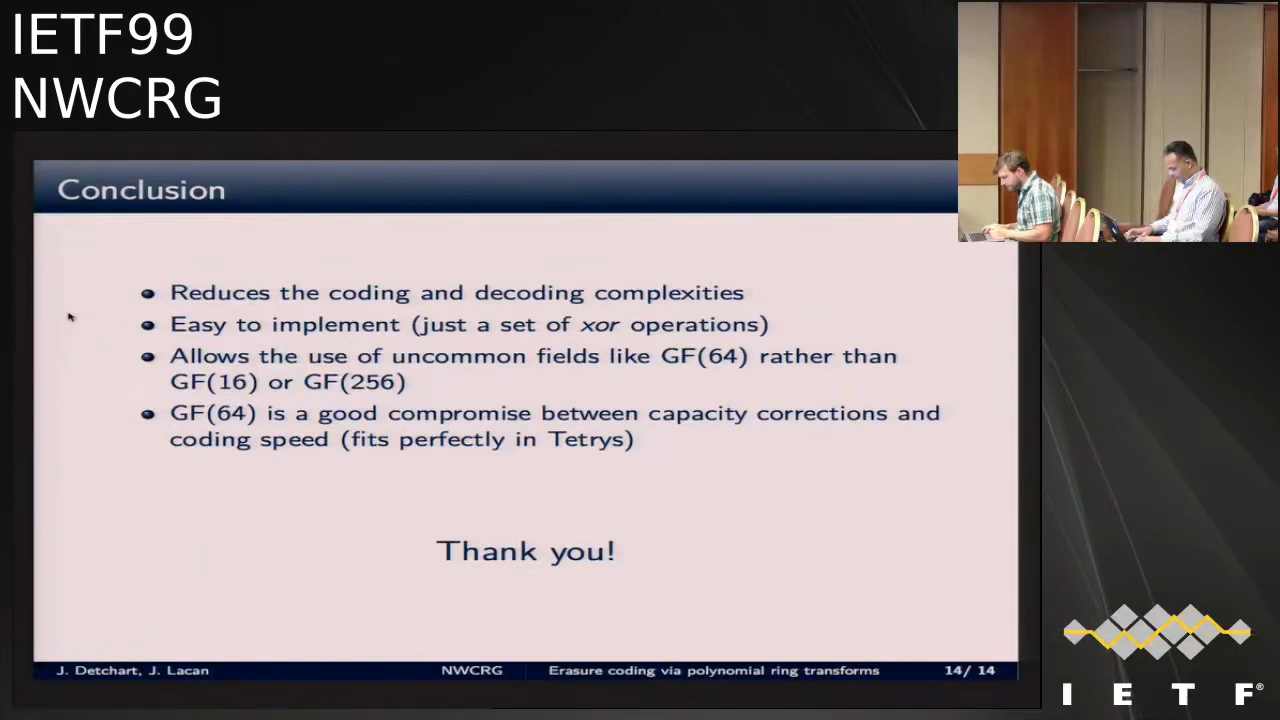 IETF99
NWCRG
Conclusion
Reduces the coding and decoding complexities
Easy to implement (just a set of xor operations)
Allows the use of uncommon fields like GF(64) rather than
GF(16) or GF(256)
GF(64) is a good compromise between capacity corrections and
coding speed (fits perfectly in Tetrys)
Thank you!
J. Detchart, J. Lacan
NWCRG
Erasure coding via polynomial ring transforms
14/ 14
I E T F®